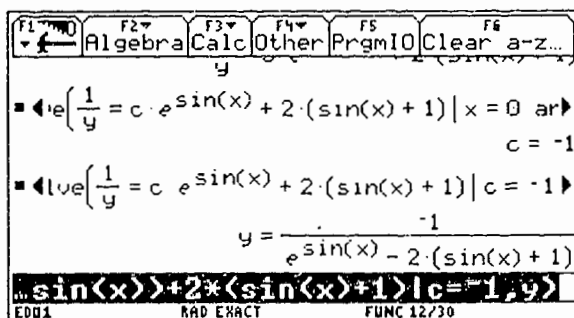 F1 F2 F3 F4 F5 F6
Algebra Calc Other PrgmIO Clear a-z…
y
■ ◀'e(1/y = c·e^sin(x) + 2·(sin(x) + 1) | x = 0 ar▶
c = -1
■ ◀lve(1/y = c e^sin(x) + 2·(sin(x) + 1) | c = -1▶
y = -1/(e^sin(x) - 2·(sin(x) + 1))
…sin(x))+2*(sin(x)+1)|c=-1,y)
RAD EXACT FUNC 12/30